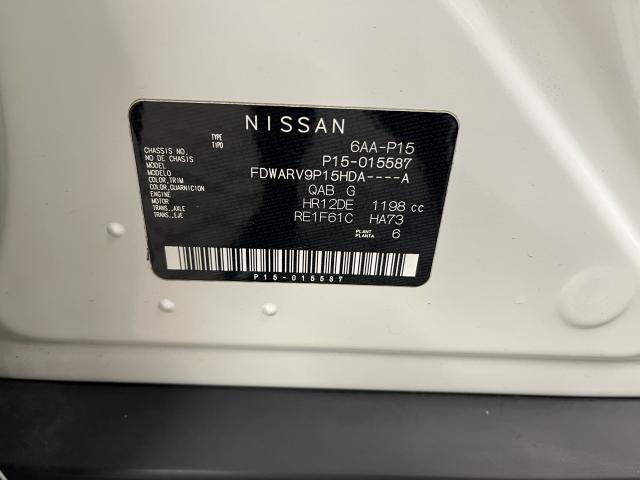 NISSAN
TYPE
TIPO 6AA-P15
CHASSIS NO.
NO. DE CHASSIS P15-015587
MODEL
MODELO FDWARV9P15HDA----A
COLOR,TRIM
COLOR,GUARNICION QAB G
ENGINE
MOTOR HR12DE 1198 cc
TRANS.,AXLE
TRANS.,EJE RE1F61C HA73
PLANT
PLANTA 6
P15-015587